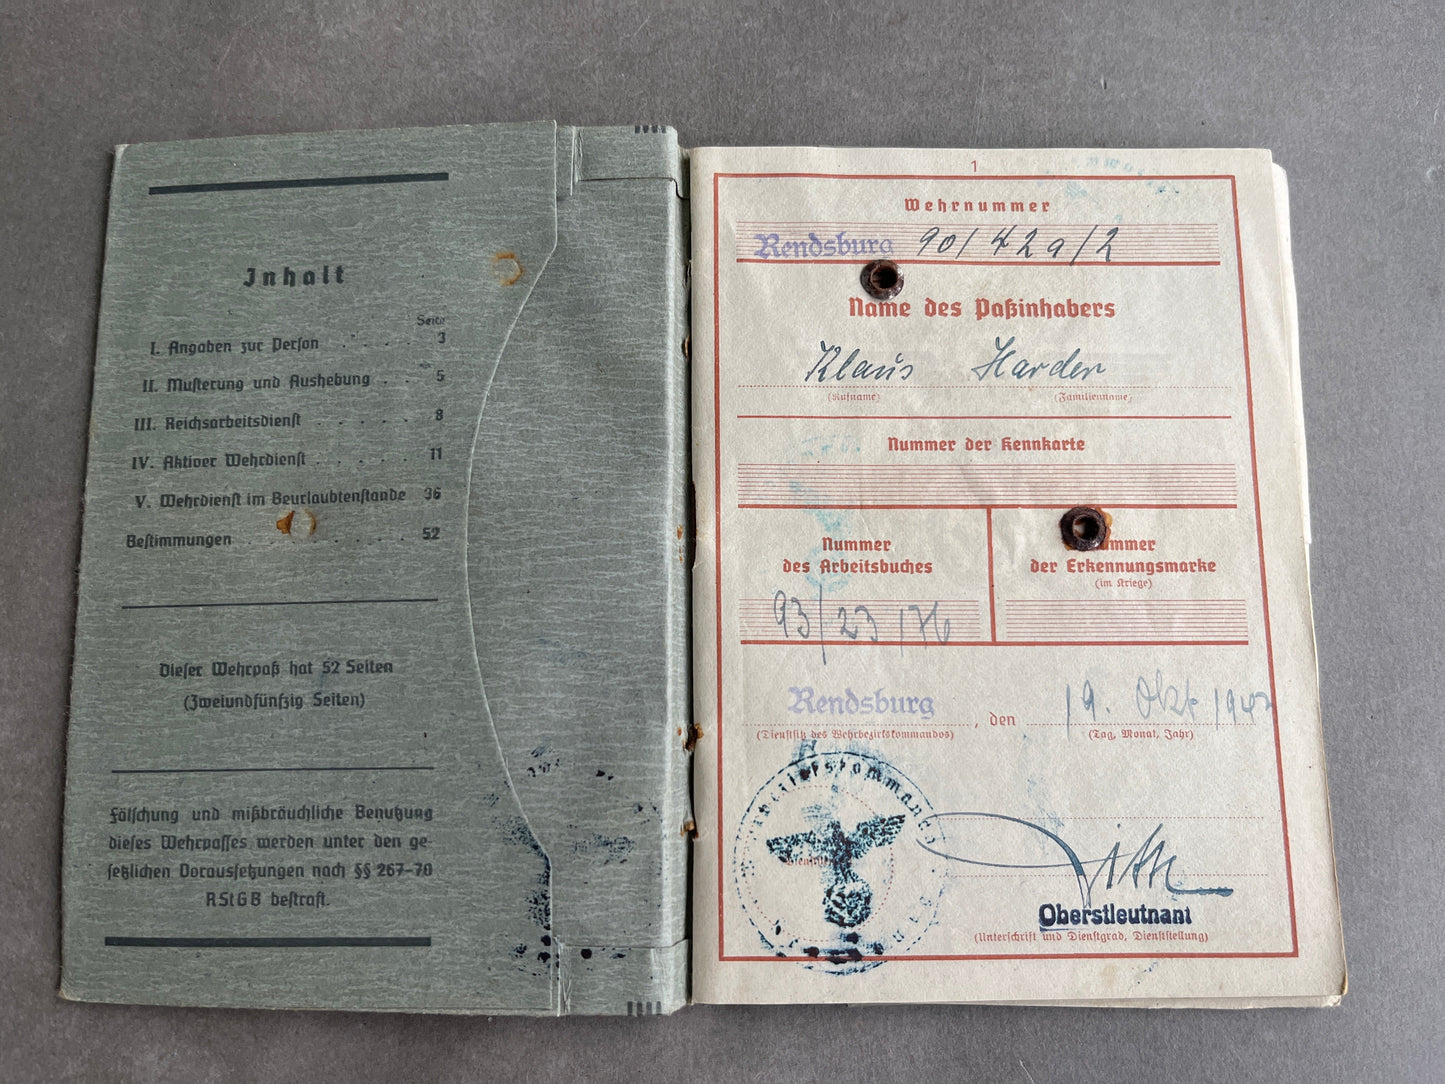 Inhalt
Seite
I. Angaben zur Person . . . . . 3
II. Musterung und Aushebung . . . 5
III. Reichsarbeitsdienst . . . . . 8
IV. Aktiver Wehrdienst . . . . . 11
V. Wehrdienst im Beurlaubtenstande 36
Bestimmungen . . . . . 52
Dieser Wehrpaß hat 52 Seiten
(Zweiundfünfzig Seiten)
Fälschung und mißbräuchliche Benutzung
dieses Wehrpasses werden unter den ge-
setzlichen Voraussetzungen nach §§ 267-70
RStGB bestraft.
1
Wehrnummer
Rendsburg 90/429/2
Name des Paßinhabers
Klaus Harder
(Rufname) (Familienname)
Nummer der Kennkarte
Nummer
des Arbeitsbuches
93/23/76
Nummer
der Erkennungsmarke
(im Kriege)
Rendsburg, den 19. Okt
(Dienstsitz des Wehrbezirkskommandos) (Tag, Monat, Jahr)
Oberstleutnant
(Unterschrift und Dienstgrad, Dienststellung)